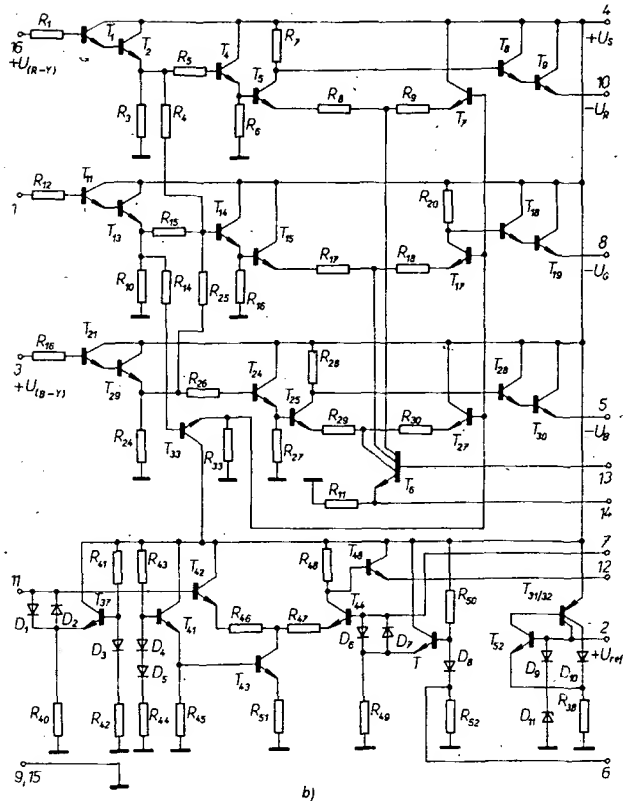 R1 T1 T2 R5 T4 R7 T8 T9 4
16 +US
+U(R-Y) T5 10
R3 R4 R6 R8 R9 T7 -UR
R12 T11 R20 T18
1 R15 T14 T15 8
T13 R17 R18 T17 T19 -UG
R10 R14 R25 R16
R16 T21 R28 T28
3 T29 R26 T24 T25 5
+U(B-Y) R29 R30 T30 -UB
R24 T33 R33 R27 T27
T6 13
R11 14
7
R41 R43 T42 R48 T48 12
11 T37 T44 R50 T31/32
D1 D2 T41 R46 R47 D6 D7 T T52 2
D3 D4 D8 D9 D10 +Uref
D5 T43
R40 R42 R44 R45 R51 R49 R52 D11 R38
9,15 6
b)